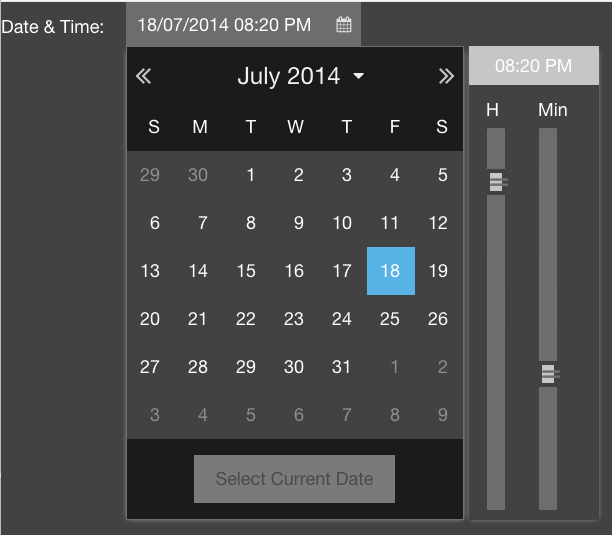 Date & Time: 18/07/2014 08:20 PM
July 2014
08:20 PM
H Min
S M T W T F S
29 30 1 2 3 4 5
6 7 8 9 10 11 12
13 14 15 16 17 18 19
20 21 22 23 24 25 26
27 28 29 30 31 1 2
3 4 5 6 7 8 9
Select Current Date